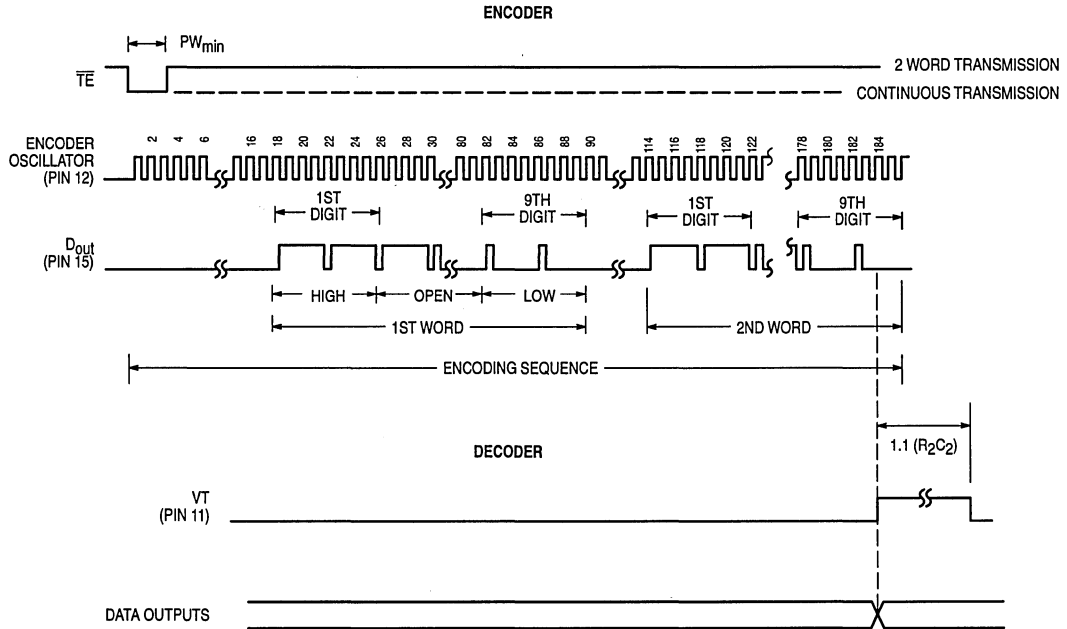 ENCODER
PWmin
TE
2 WORD TRANSMISSION
CONTINUOUS TRANSMISSION
ENCODER
OSCILLATOR
(PIN 12)
2 4 6 16 18 20 22 24 26 28 30 80 82 84 86 88 90 114 116 118 120 122 178 180 182 184
1ST
DIGIT
9TH
DIGIT
1ST
DIGIT
9TH
DIGIT
Dout
(PIN 15)
HIGH OPEN LOW
1ST WORD 2ND WORD
ENCODING SEQUENCE
1.1 (R2C2)
DECODER
VT
(PIN 11)
DATA OUTPUTS